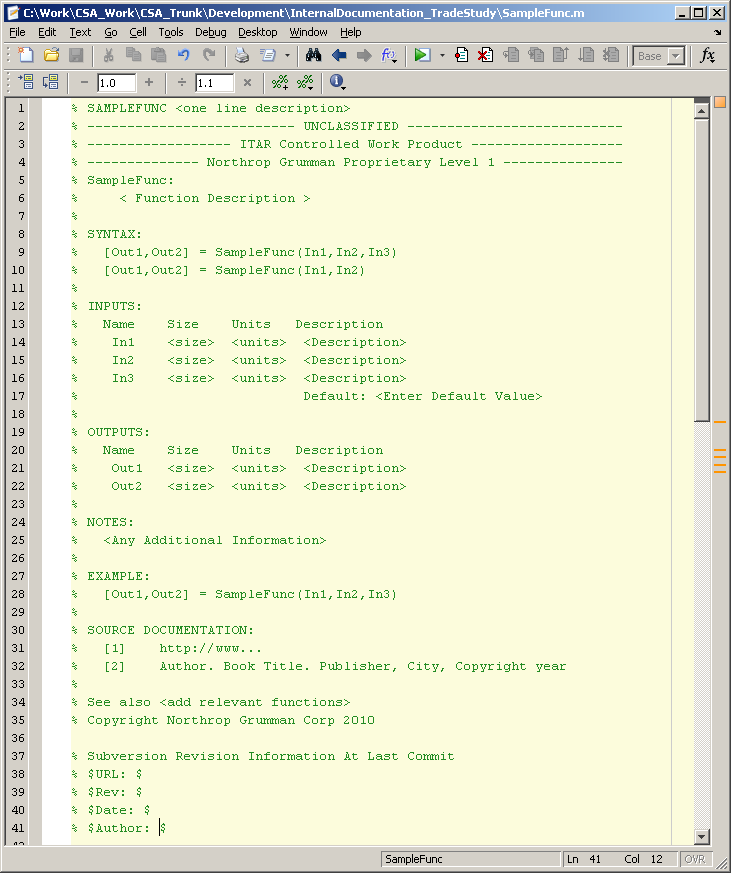 C:\Work\CSA_Work\CSA_Trunk\Development\InternalDocumentation_TradeStudy\SampleFunc.m
File Edit Text Go Cell Tools Debug Desktop Window Help
Base
fx
− 1.0 + ÷ 1.1 ×
1 % SAMPLEFUNC <one line description>
2 % -------------------------- UNCLASSIFIED ---------------------------
3 % ------------------ ITAR Controlled Work Product -------------------
4 % -------------- Northrop Grumman Proprietary Level 1 ---------------
5 % SampleFunc:
6 % < Function Description >
7 %
8 % SYNTAX:
9 % [Out1,Out2] = SampleFunc(In1,In2,In3)
10 % [Out1,Out2] = SampleFunc(In1,In2)
11 %
12 % INPUTS:
13 % Name Size Units Description
14 % In1 <size> <units> <Description>
15 % In2 <size> <units> <Description>
16 % In3 <size> <units> <Description>
17 % Default: <Enter Default Value>
18 %
19 % OUTPUTS:
20 % Name Size Units Description
21 % Out1 <size> <units> <Description>
22 % Out2 <size> <units> <Description>
23 %
24 % NOTES:
25 % <Any Additional Information>
26 %
27 % EXAMPLE:
28 % [Out1,Out2] = SampleFunc(In1,In2,In3)
29 %
30 % SOURCE DOCUMENTATION:
31 % [1] http://www...
32 % [2] Author. Book Title. Publisher, City, Copyright year
33 %
34 % See also <add relevant functions>
35 % Copyright Northrop Grumman Corp 2010
36
37 % Subversion Revision Information At Last Commit
38 % $URL: $
39 % $Rev: $
40 % $Date: $
41 % $Author: $
SampleFunc Ln 41 Col 12 OVR